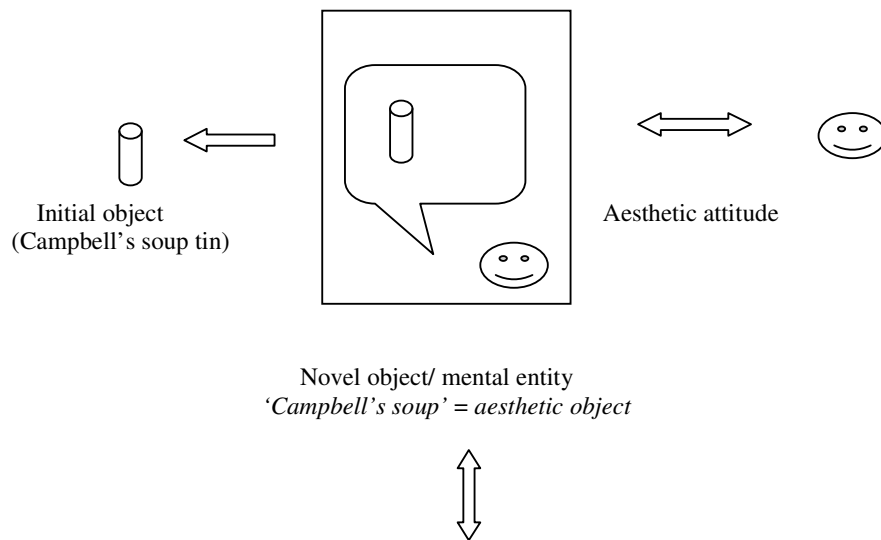 Initial object
(Campbell’s soup tin)
Aesthetic attitude
Novel object/ mental entity
‘Campbell’s soup’ = aesthetic object